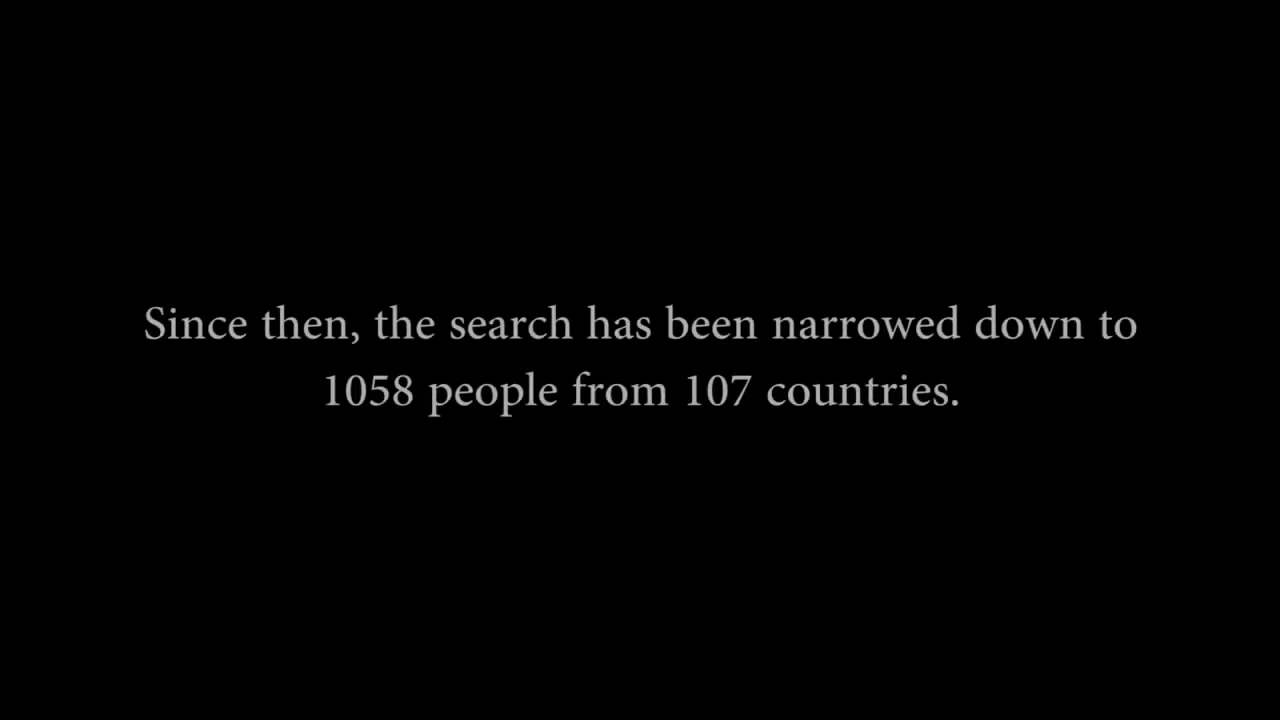 Since then, the search has been narrowed down to
1058 people from 107 countries.